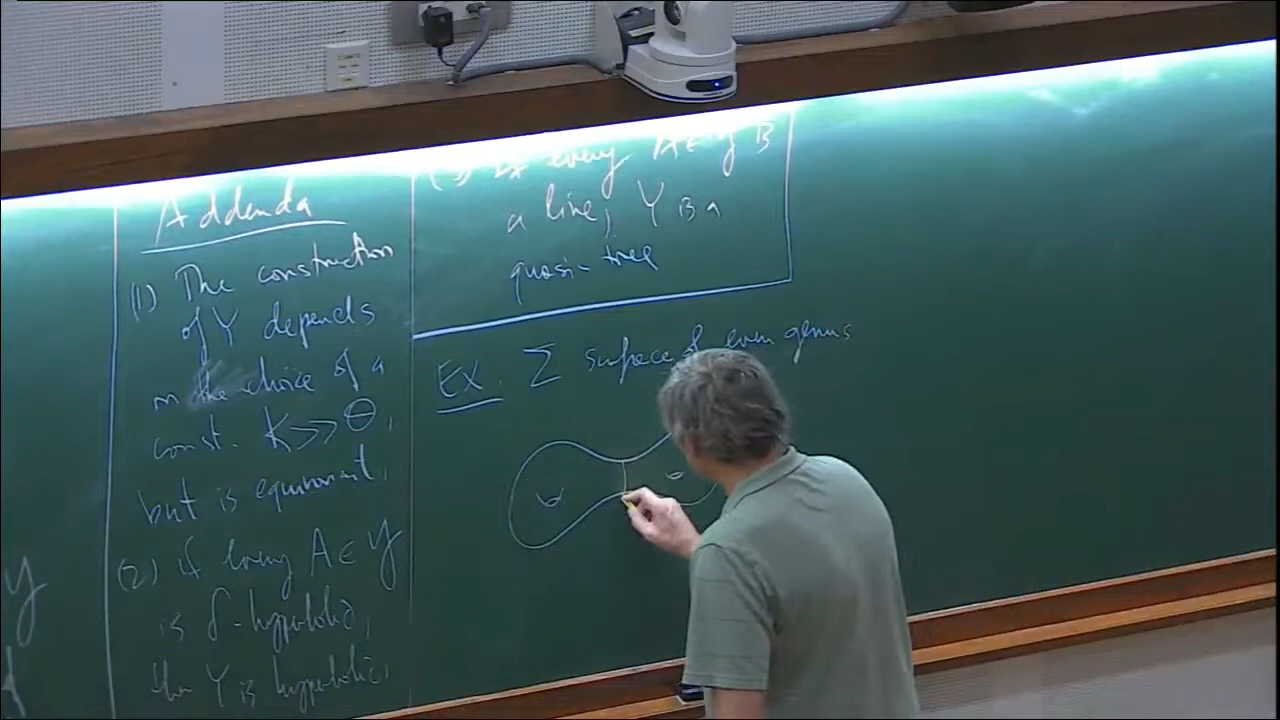 Addenda
(1) The construction
of Y depends
on the choice of a
const. K >> θ,
but is equivariant,
(2) if every A ∈ 𝒴
is δ-hyperbolic,
then Y is hyperbolic,
(3) If every A ∈ 𝒴 is
a line, Y is a
quasi-tree
EX. Σ surface of even genus
𝒴